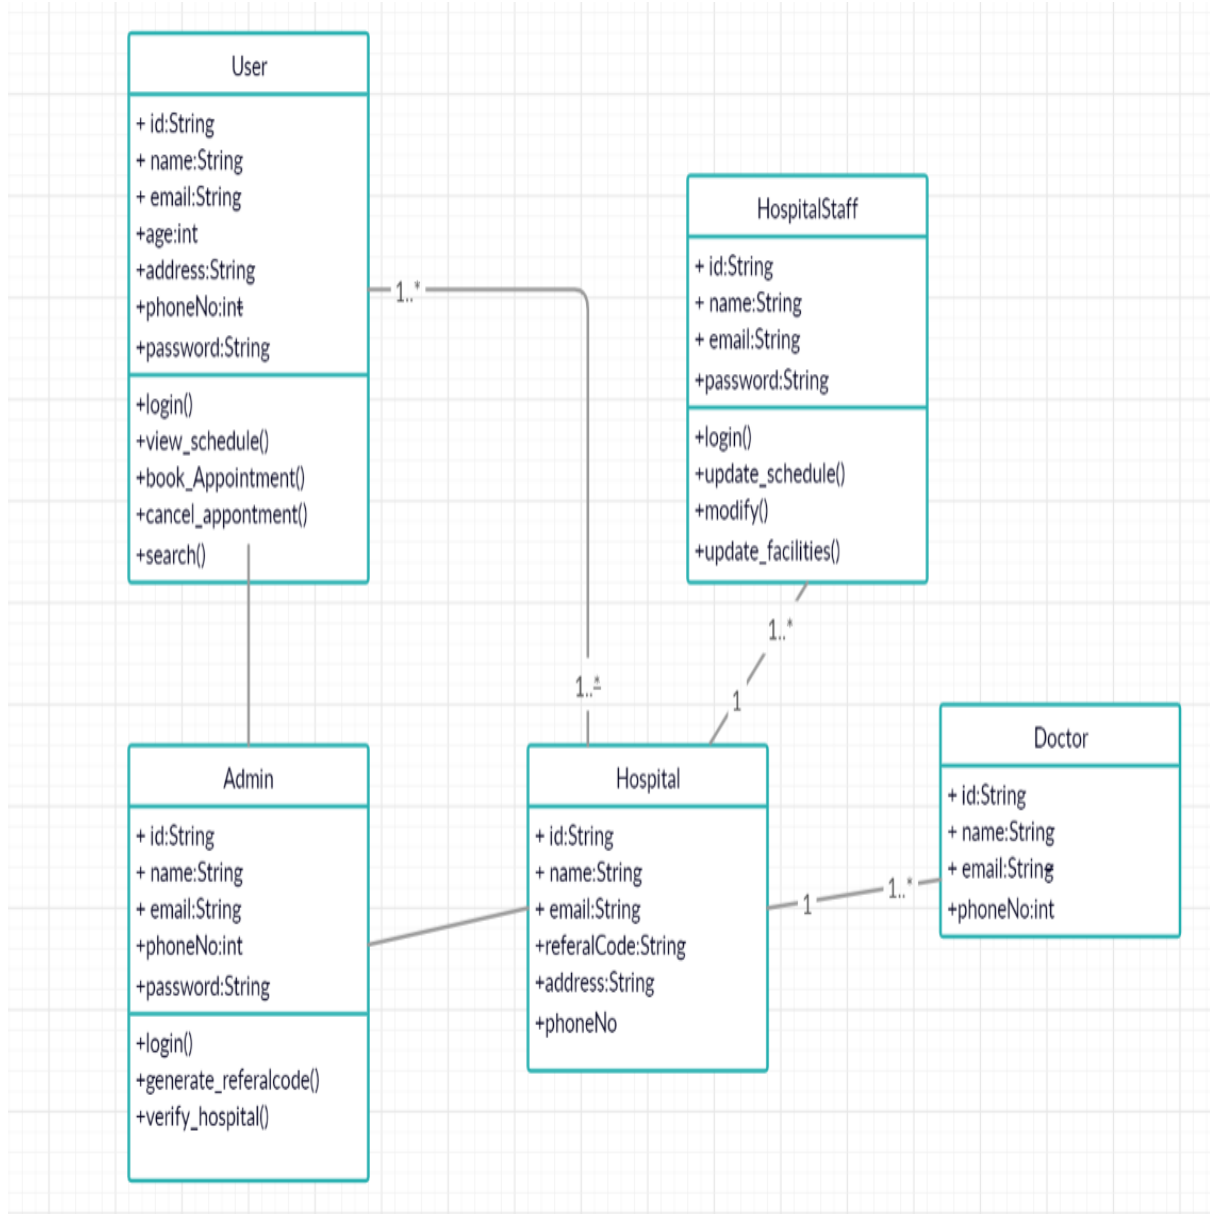 User
+ id:String
+ name:String
+ email:String
+age:int
+address:String
+phoneNo:int
+password:String
+login()
+view_schedule()
+book_Appointment()
+cancel_appontment()
+search()
1..*
1..*
HospitalStaff
+ id:String
+ name:String
+ email:String
+password:String
+login()
+update_schedule()
+modify()
+update_facilities()
1..*
1
Admin
+ id:String
+ name:String
+ email:String
+phoneNo:int
+password:String
+login()
+generate_referalcode()
+verify_hospital()
Hospital
+ id:String
+ name:String
+ email:String
+referalCode:String
+address:String
+phoneNo
1
1..*
Doctor
+ id:String
+ name:String
+ email:String
+phoneNo:int